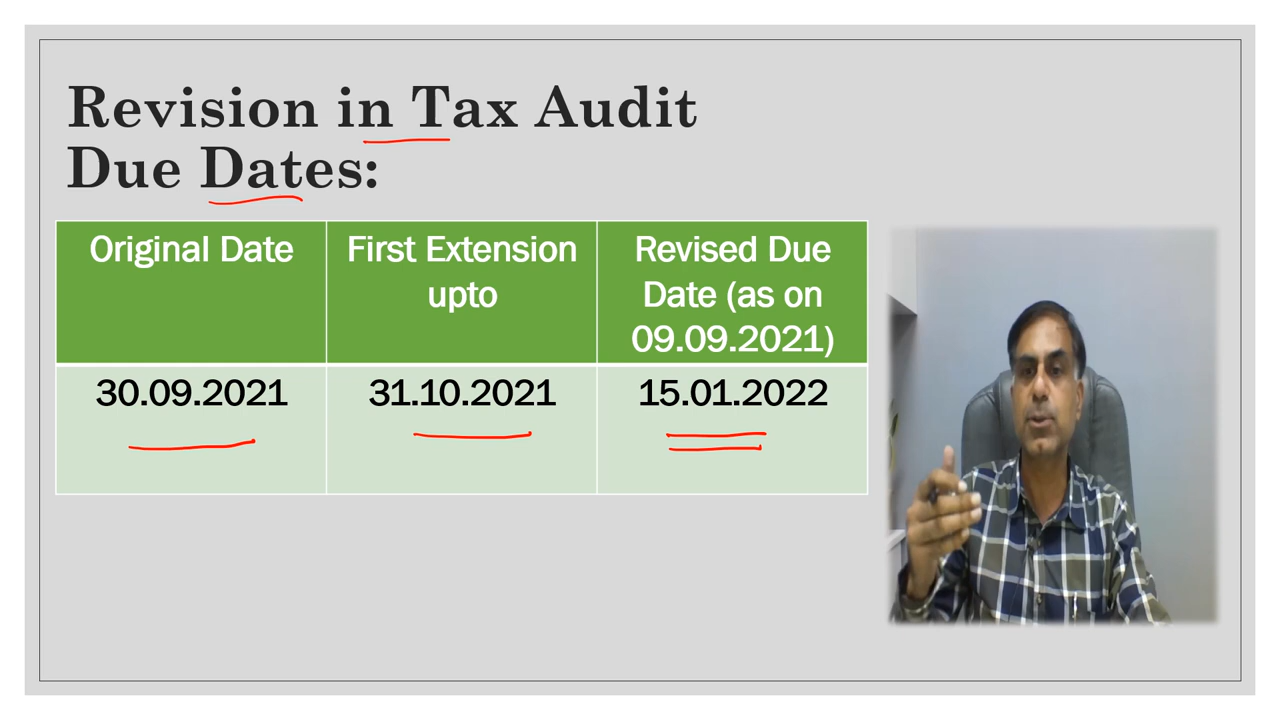 Revision in Tax Audit
Due Dates:
Original Date
First Extension
upto
Revised Due
Date (as on
09.09.2021)
30.09.2021
31.10.2021
15.01.2022